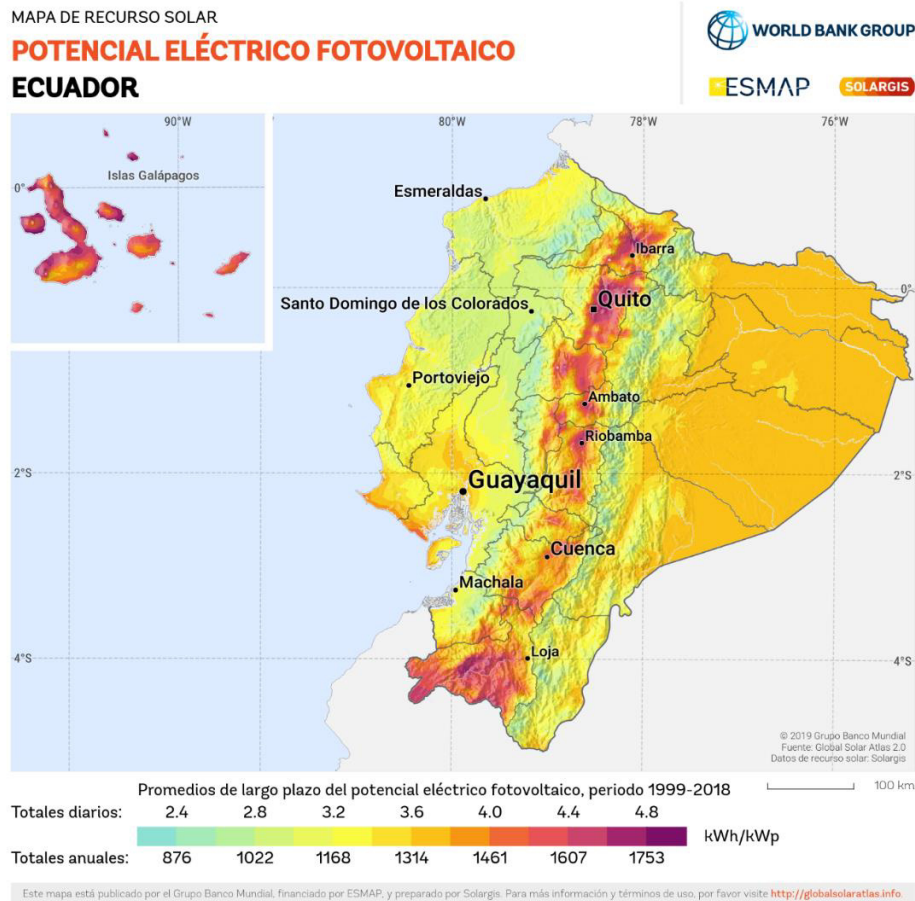 MAPA DE RECURSO SOLAR
POTENCIAL ELÉCTRICO FOTOVOLTAICO
ECUADOR
WORLD BANK GROUP
ESMAP
SOLARGIS
90°W
80°W
78°W
76°W
Islas Galápagos
0°
Esmeraldas
Ibarra
0°
Santo Domingo de los Colorados
Quito
Portoviejo
Ambato
Riobamba
2°S
Guayaquil
2°S
Cuenca
Machala
4°S
Loja
4°S
© 2019 Grupo Banco Mundial
Fuente: Global Solar Atlas 2.0
Datos de recurso solar: Solargis
Promedios de largo plazo del potencial eléctrico fotovoltaico, periodo 1999-2018
100 km
Totales diarios: 2.4 2.8 3.2 3.6 4.0 4.4 4.8
kWh/kWp
Totales anuales: 876 1022 1168 1314 1461 1607 1753
Este mapa está publicado por el Grupo Banco Mundial, financiado por ESMAP, y preparado por Solargis. Para más información y términos de uso, por favor visite http://globalsolaratlas.info.